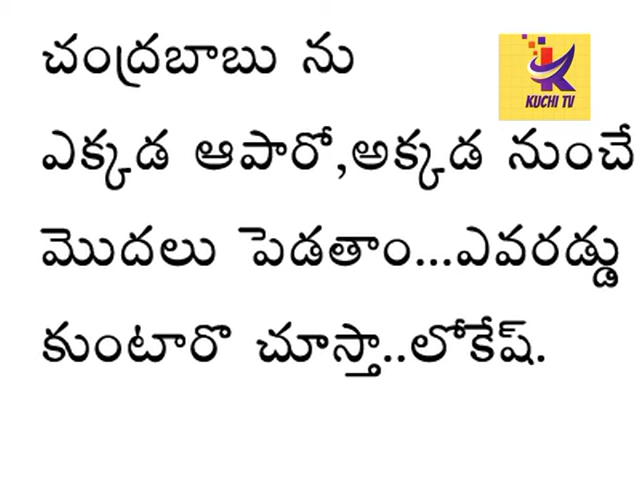 చంద్రబాబు ను
KUCHI TV
ఎక్కడ ఆపారో,అక్కడ నుంచే
మొదలు పెడతాం...ఎవరడ్డు
కుంటారొ చూస్తా..లోకేష్.